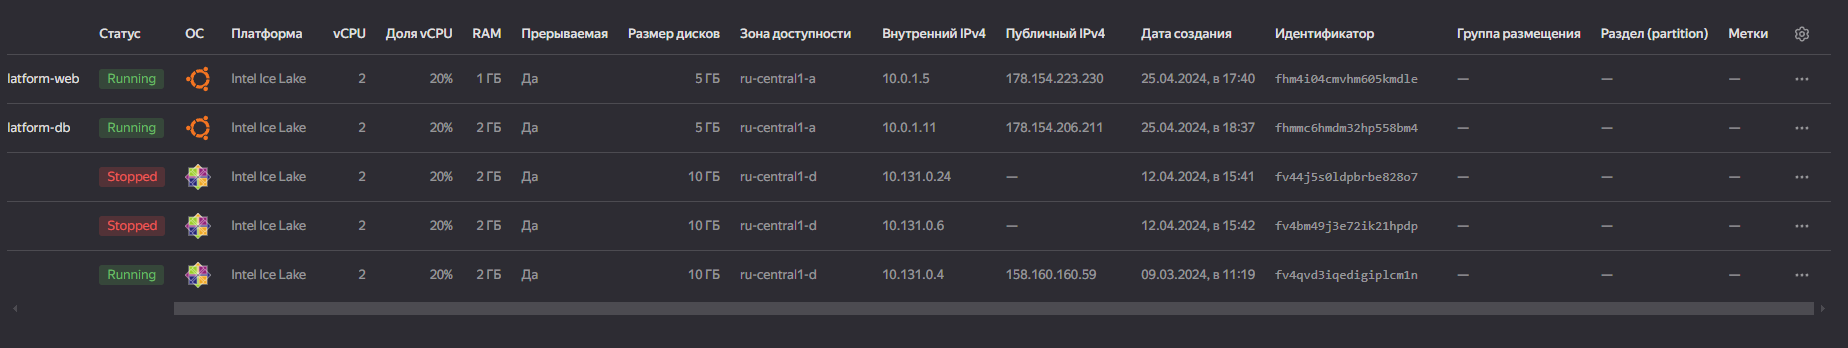 Статус ОС Платформа vCPU Доля vCPU RAM Прерываемая Размер дисков Зона доступности Внутренний IPv4 Публичный IPv4 Дата создания Идентификатор Группа размещения Раздел (partition) Метки
latform-web Running Intel Ice Lake 2 20% 1 ГБ Да 5 ГБ ru-central1-a 10.0.1.5 178.154.223.230 25.04.2024, в 17:40 fhm4i04cmvhm605kmdle — — — ...
latform-db Running Intel Ice Lake 2 20% 2 ГБ Да 5 ГБ ru-central1-a 10.0.1.11 178.154.206.211 25.04.2024, в 18:37 fhmmc6hmdm32hp558bm4 — — — ...
Stopped Intel Ice Lake 2 20% 2 ГБ Да 10 ГБ ru-central1-d 10.131.0.24 — 12.04.2024, в 15:41 fv44j5s0ldpbrbe828o7 — — — ...
Stopped Intel Ice Lake 2 20% 2 ГБ Да 10 ГБ ru-central1-d 10.131.0.6 — 12.04.2024, в 15:42 fv4bm49j3e72ik21hpdp — — — ...
Running Intel Ice Lake 2 20% 2 ГБ Да 10 ГБ ru-central1-d 10.131.0.4 158.160.160.59 09.03.2024, в 11:19 fv4qvd3iqedigiplcm1n — — — ...